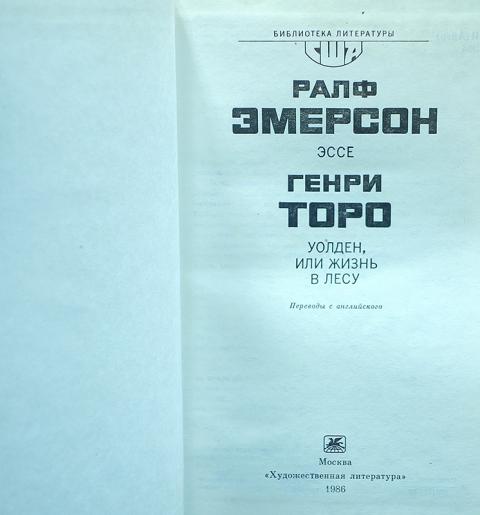 БИБЛИОТЕКА ЛИТЕРАТУРЫ
США
РАЛФ
ЭМЕРСОН
ЭССЕ
ГЕНРИ
ТОРО
УОЛДЕН,
ИЛИ ЖИЗНЬ
В ЛЕСУ
Переводы с английского
Москва
«Художественная литература»
1986